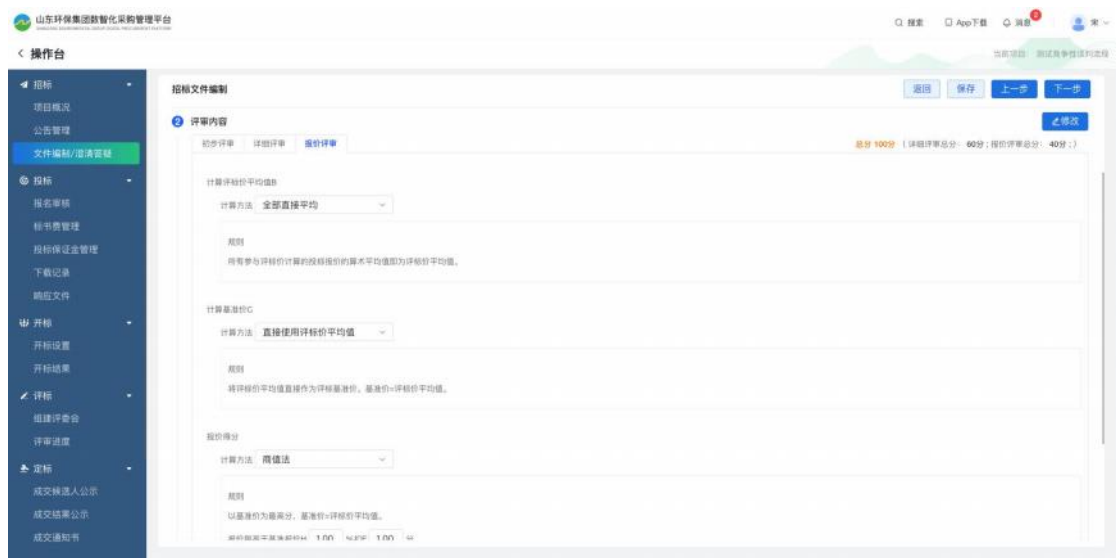 山东环保集团数智化采购管理平台
搜索 App下载 消息 宋
操作台
招标
项目概况
公告管理
文件编制/澄清答疑
投标
报名审核
标书费管理
投标保证金管理
下载记录
响应文件
开标
开标设置
开标结果
评标
组建评委会
评审进度
定标
成交候选人公示
成交结果公示
成交通知书
招标文件编制
返回 保存 上一步 下一步
2 评审内容
修改
初步评审 详细评审 报价评审
总分 100分 (详细评审总分: 60分;报价评审总分: 40分;)
计算评标价平均值B
计算方法 全部直接平均
规则
所有参与评标价计算的投标报价的算术平均值即为评标价平均值。
计算基准价C
计算方法 直接使用评标价平均值
规则
将评标价平均值直接作为评标基准价。基准价=评标价平均值。
报价得分
计算方法 商值法
规则
以基准价为最高分,基准价=评标价平均值。
1.00 1.00 分